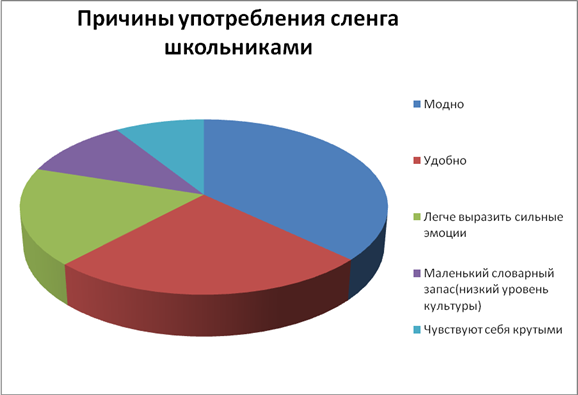 Причины употребления сленга
школьниками
Модно
Удобно
Легче выразить сильные
эмоции
Маленький словарный
запас(низкий уровень
культуры)
Чувствуют себя крутыми